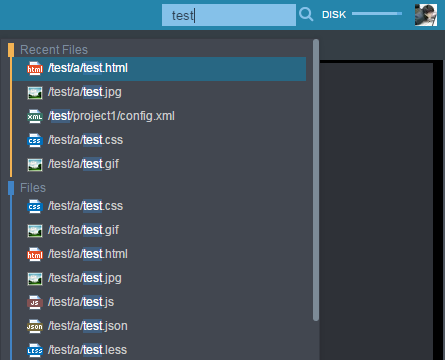 test DISK
Recent Files
html /test/a/test.html
/test/a/test.jpg
XML /test/project1/config.xml
css /test/a/test.css
/test/a/test.gif
Files
css /test/a/test.css
/test/a/test.gif
html /test/a/test.html
/test/a/test.jpg
JS /test/a/test.js
json /test/a/test.json
LESS /test/a/test.less